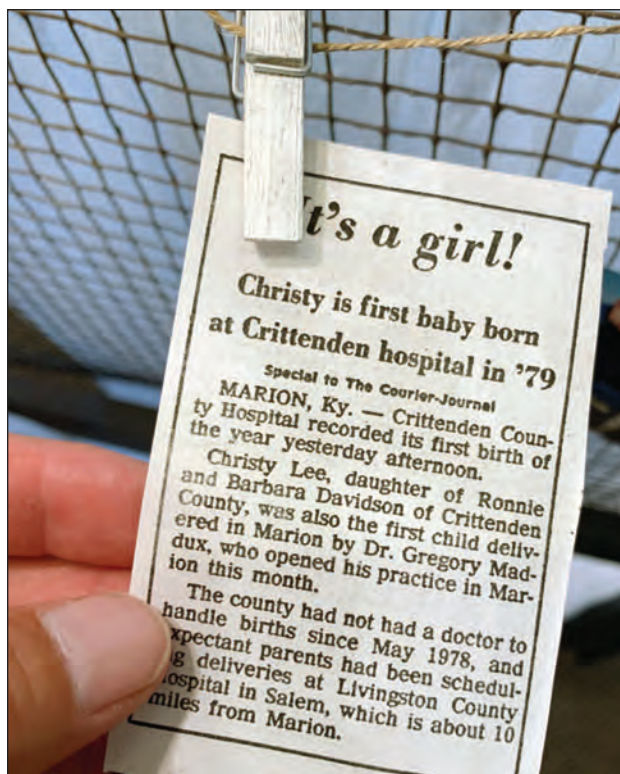 It's a girl!
Christy is first baby born
at Crittenden hospital in '79
Special to The Courier-Journal
MARION, Ky. — Crittenden Coun-
ty Hospital recorded its first birth of
the year yesterday afternoon.
Christy Lee, daughter of Ronnie
and Barbara Davidson of Crittenden
County, was also the first child deliv-
ered in Marion by Dr. Gregory Mad-
dux, who opened his practice in Mar-
ion this month.
The county had not had a doctor to
handle births since May 1978, and
expectant parents had been schedul-
ing deliveries at Livingston County
Hospital in Salem, which is about 10
miles from Marion.